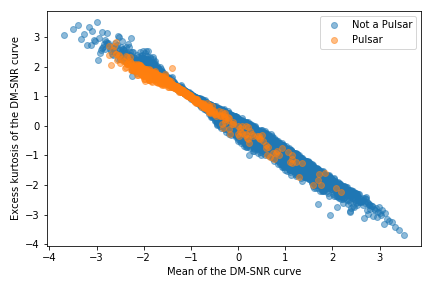 Excess kurtosis of the DM-SNR curve
3
2
1
0
−1
−2
−3
−4
Not a Pulsar
Pulsar
−4 −3 −2 −1 0 1 2 3
Mean of the DM-SNR curve